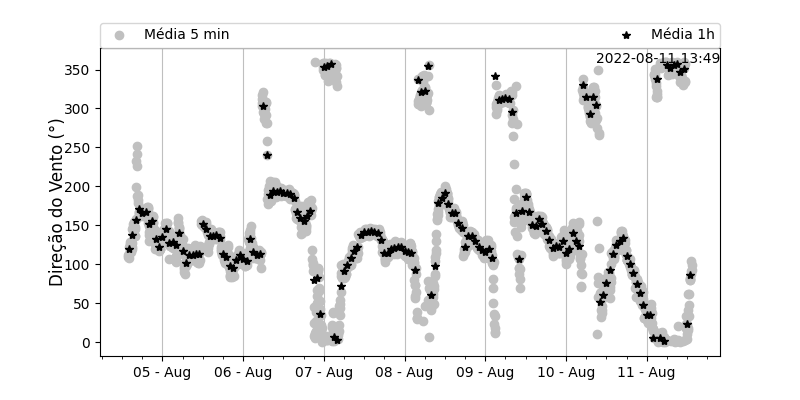 Média 5 min
Média 1h
2022-08-11 13:49
Direção do Vento (°)
350
300
250
200
150
100
50
0
05 - Aug
06 - Aug
07 - Aug
08 - Aug
09 - Aug
10 - Aug
11 - Aug